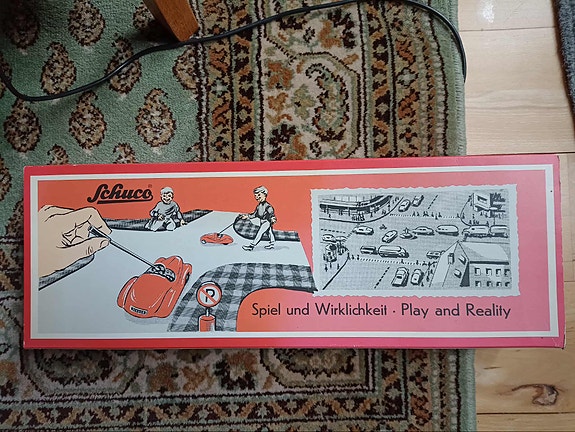 Schuco
Spiel und Wirklichkeit · Play and Reality